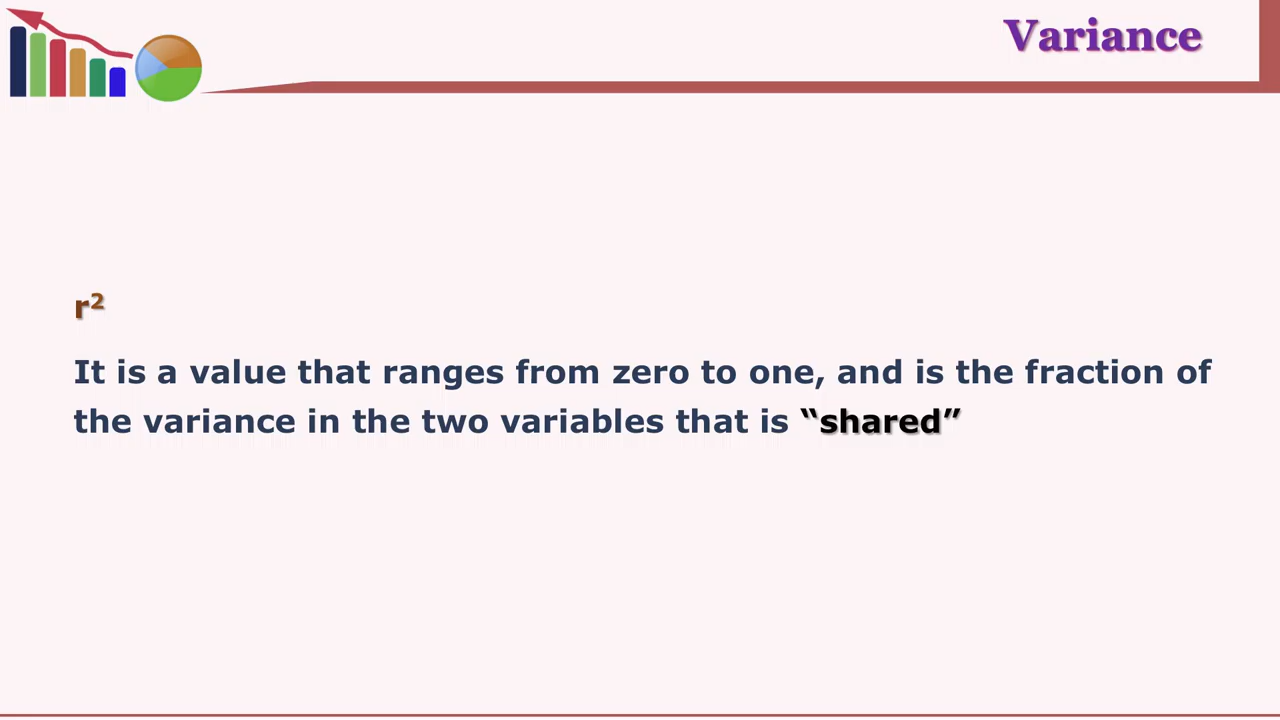 Variance
r²
It is a value that ranges from zero to one, and is the fraction of
the variance in the two variables that is “shared”